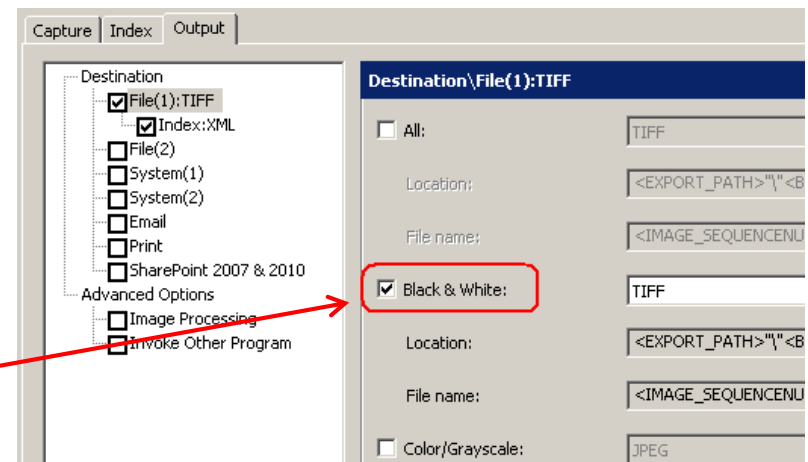 Capture Index Output
Destination
File(1):TIFF
Index:XML
File(2)
System(1)
System(2)
Email
Print
SharePoint 2007 & 2010
Advanced Options
Image Processing
Invoke Other Program
Destination\File(1):TIFF
All: TIFF
Location: <EXPORT_PATH>"\"<B
File name: <IMAGE_SEQUENCENU
Black & White: TIFF
Location: <EXPORT_PATH>"\"<B
File name: <IMAGE_SEQUENCENU
Color/Grayscale: JPEG